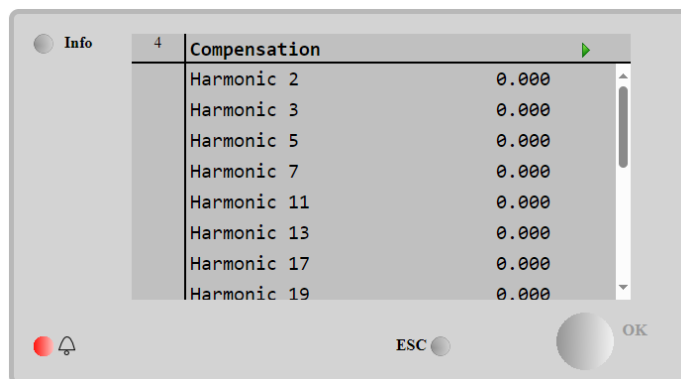 Info
4 Compensation
Harmonic 2 0.000
Harmonic 3 0.000
Harmonic 5 0.000
Harmonic 7 0.000
Harmonic 11 0.000
Harmonic 13 0.000
Harmonic 17 0.000
Harmonic 19 0.000
ESC
OK